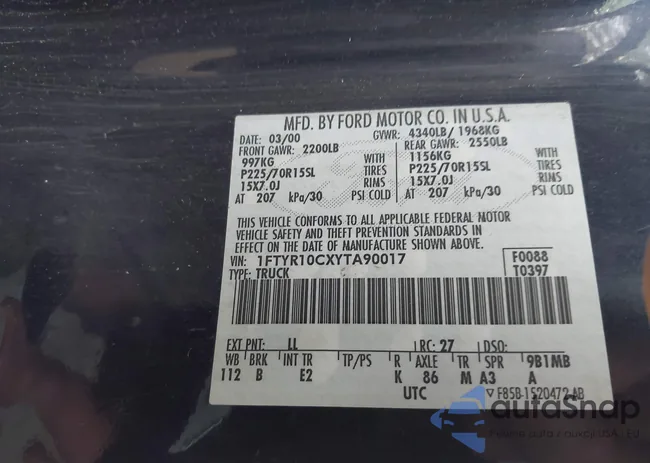 MFD. BY FORD MOTOR CO. IN U.S.A.
DATE: 03/00 GVWR: 4340LB/ 1968KG
FRONT GAWR: 2200LB REAR GAWR: 2550LB
997KG WITH 1156KG WITH
P225/70R15SL TIRES P225/70R15SL TIRES
15X7.0J RIMS 15X7.0J RIMS
AT 207 kPa/30 PSI COLD AT 207 kPa/30 PSI COLD
THIS VEHICLE CONFORMS TO ALL APPLICABLE FEDERAL MOTOR
VEHICLE SAFETY AND THEFT PREVENTION STANDARDS IN
EFFECT ON THE DATE OF MANUFACTURE SHOWN ABOVE.
VIN: 1FTYR10CXYTA90017 F0088
TYPE: TRUCK T0397
EXT PNT: LL RC: 27 DSO:
WB BRK INT TR TP/PS R AXLE TR SPR 9B1MB
112 B E2 K 86 M A3 A
UTC ▽ F85B-1520472-AB
autoSnap